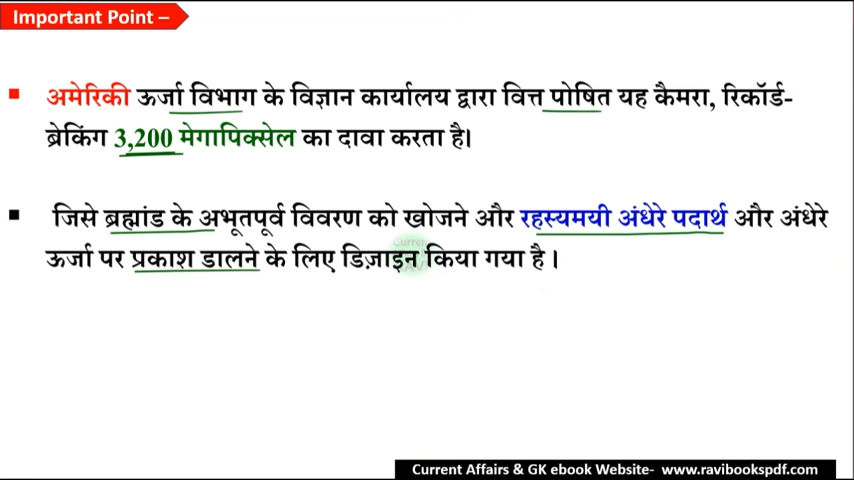 Important Point –
अमेरिकी ऊर्जा विभाग के विज्ञान कार्यालय द्वारा वित्त पोषित यह कैमरा, रिकॉर्ड-
ब्रेकिंग 3,200 मेगापिक्सेल का दावा करता है।
जिसे ब्रह्मांड के अभूतपूर्व विवरण को खोजने और रहस्यमयी अंधेरे पदार्थ और अंधेरे
ऊर्जा पर प्रकाश डालने के लिए डिज़ाइन किया गया है ।
Current Affairs & GK ebook Website- www.ravibookspdf.com